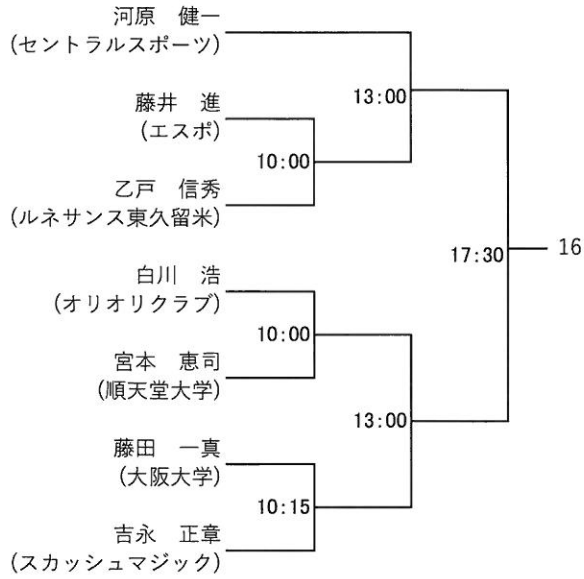 河原　健一
(セントラルスポーツ)
13:00
藤井　進
(エスポ)
10:00
乙戸　信秀
(ルネサンス東久留米)
17:30
16
白川　浩
(オリオリクラブ)
10:00
宮本　恵司
(順天堂大学)
13:00
藤田　一真
(大阪大学)
10:15
吉永　正章
(スカッシュマジック)